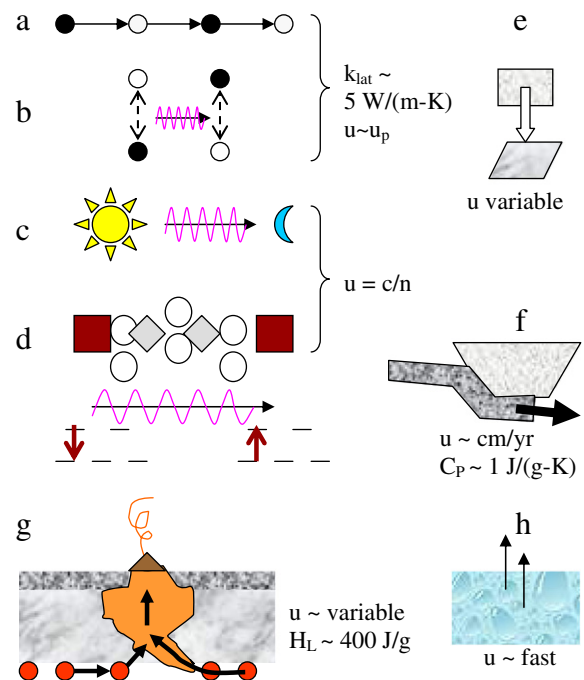 a
b
k_lat ~
5 W/(m-K)
u~u_p
e
u variable
c
d
u = c/n
f
u ~ cm/yr
C_P ~ 1 J/(g-K)
g
u ~ variable
H_L ~ 400 J/g
h
u ~ fast